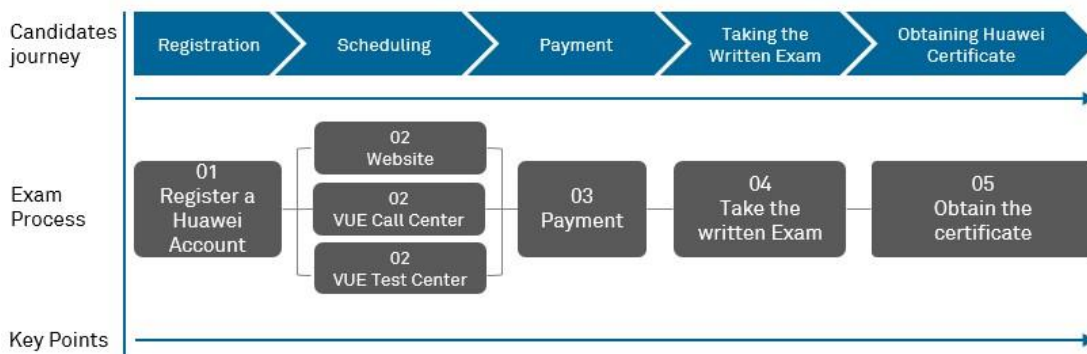 Candidates
journey
Registration
Scheduling
Payment
Taking the
Written Exam
Obtaining Huawei
Certificate
Exam
Process
01
Register a
Huawei
Account
02
Website
02
VUE Call Center
02
VUE Test Center
03
Payment
04
Take the
written Exam
05
Obtain the
certificate
Key Points